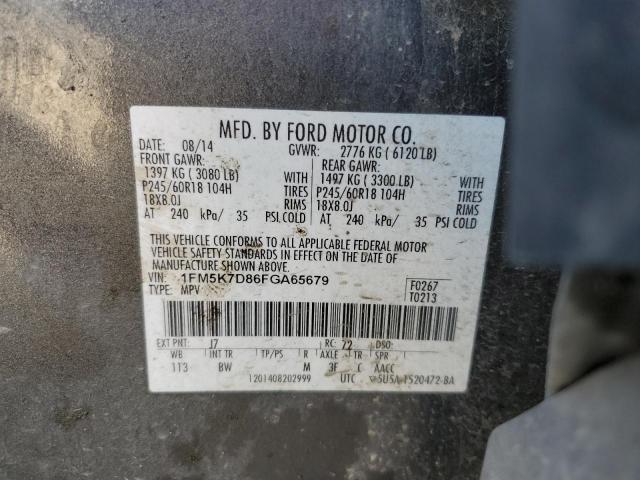 MFD. BY FORD MOTOR CO.
DATE: 08/14 GVWR: 2776 KG ( 6120 LB)
FRONT GAWR: REAR GAWR:
1397 KG ( 3080 LB) WITH 1497 KG ( 3300 LB) WITH
P245/60R18 104H TIRES P245/60R18 104H TIRES
18X8.0J RIMS 18X8.0J RIMS
AT 240 kPa/ 35 PSI COLD AT 240 kPa/ 35 PSI COLD
THIS VEHICLE CONFORMS TO ALL APPLICABLE FEDERAL MOTOR
VEHICLE SAFETY STANDARDS IN EFFECT ON THE DATE OF
MANUFACTURE SHOWN ABOVE.
VIN: 1FM5K7D86FGA65679 F0267
TYPE: MPV T0213
EXT PNT: J7 RC: 72 DSO:
WB INT TR TP/PS R AXLE TR SPR
113 BW M 3F C AACC
1201408202999 UTC 5U5A-1520472-BA